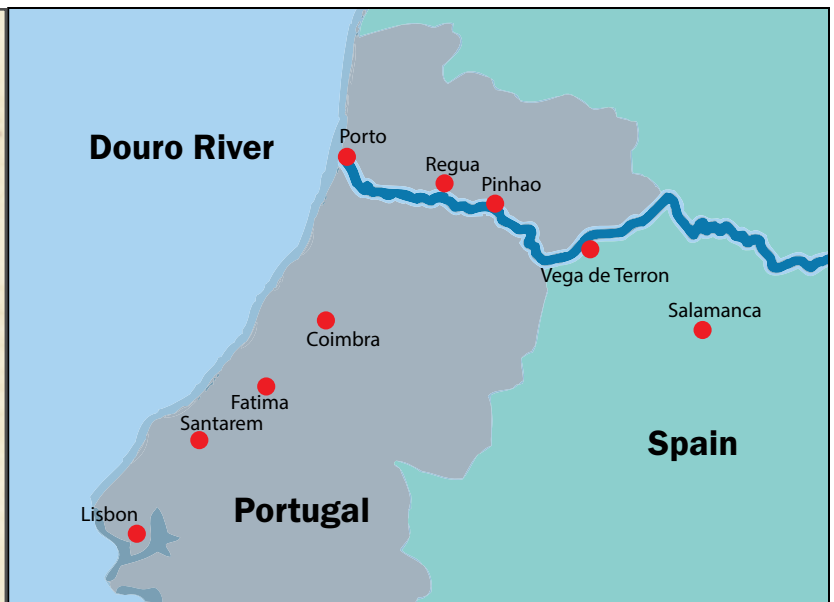 Porto
Douro River
Regua
Pinhao
Vega de Terron
Salamanca
Coimbra
Fatima
Santarem
Spain
Portugal
Lisbon